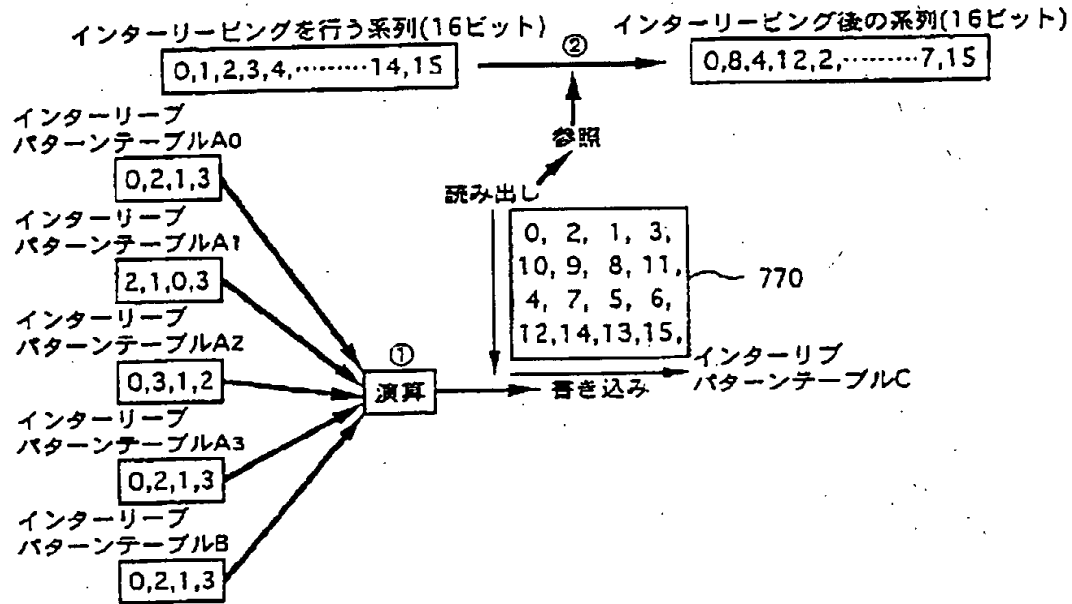 インターリービングを行う系列(16ビット)
0,1,2,3,4,………14,15
②
インターリービング後の系列(16ビット)
0,8,4,12,2,………7,15
参照
読み出し
インターリーブ
パターンテーブルA0
0,2,1,3
インターリーブ
パターンテーブルA1
2,1,0,3
インターリーブ
パターンテーブルA2
0,3,1,2
インターリーブ
パターンテーブルA3
0,2,1,3
インターリーブ
パターンテーブルB
0,2,1,3
①
演算
書き込み
0, 2, 1, 3,
10, 9, 8, 11,
4, 7, 5, 6,
12,14,13,15,
770
インターリブ
パターンテーブルC